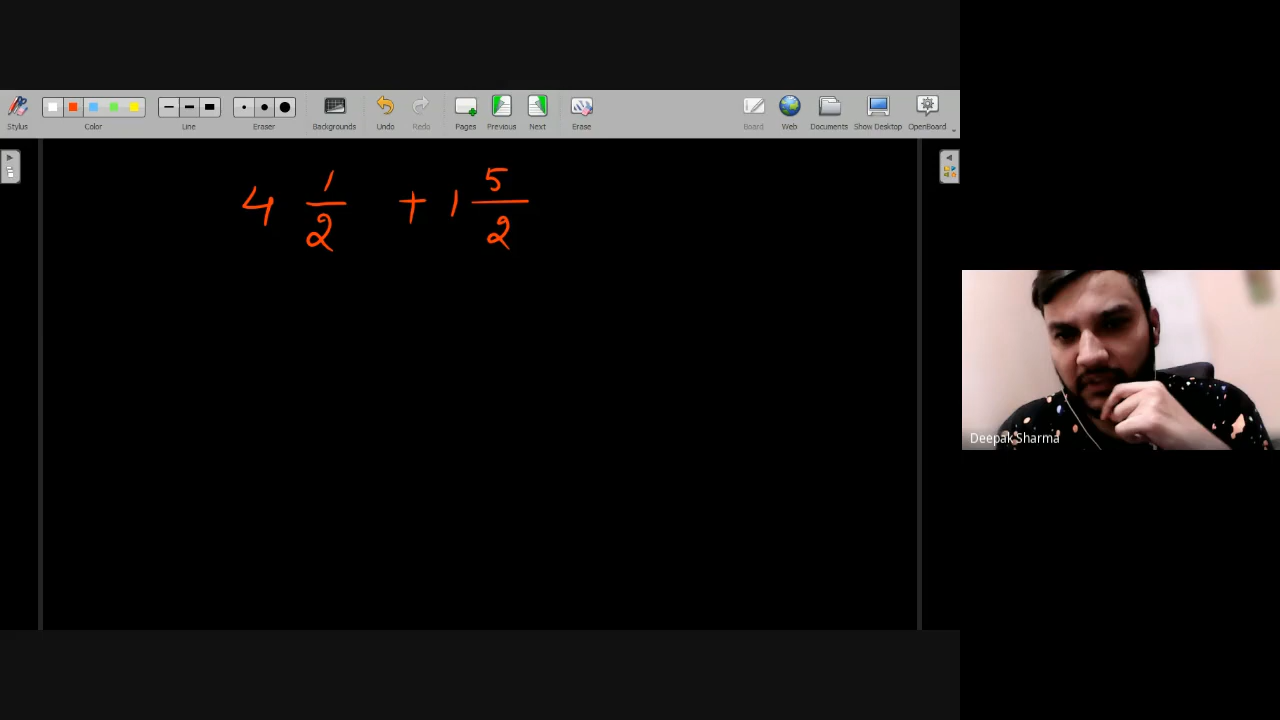 Stylus Color Line Eraser Backgrounds Undo Redo Pages Previous Next Erase Board Web Documents Show Desktop OpenBoard
4 1/2 + 1 5/2
Deepak Sharma